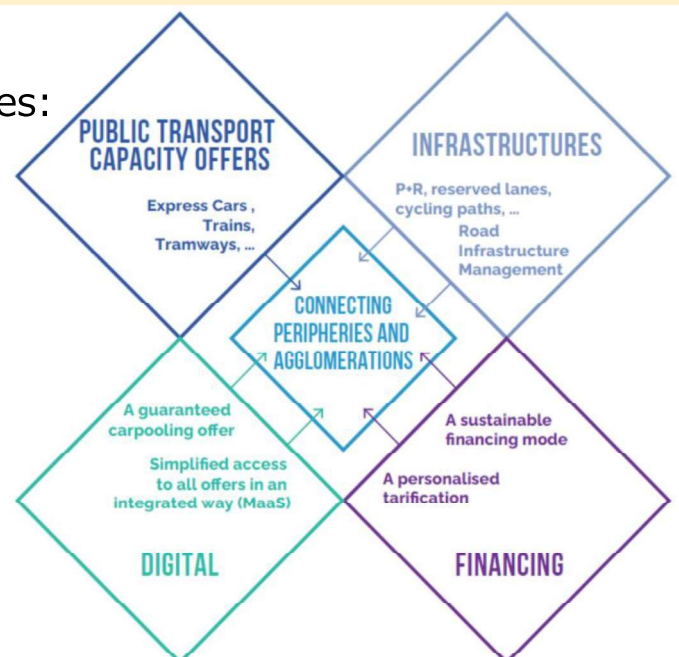 es:
PUBLIC TRANSPORT
CAPACITY OFFERS
Express Cars ,
Trains,
Tramways, ...
INFRASTRUCTURES
P+R, reserved lanes,
cycling paths, ...
Road
Infrastructure
Management
CONNECTING
PERIPHERIES AND
AGGLOMERATIONS
A guaranteed
carpooling offer
Simplified access
to all offers in an
integrated way (MaaS)
DIGITAL
A sustainable
financing mode
A personalised
tarification
FINANCING